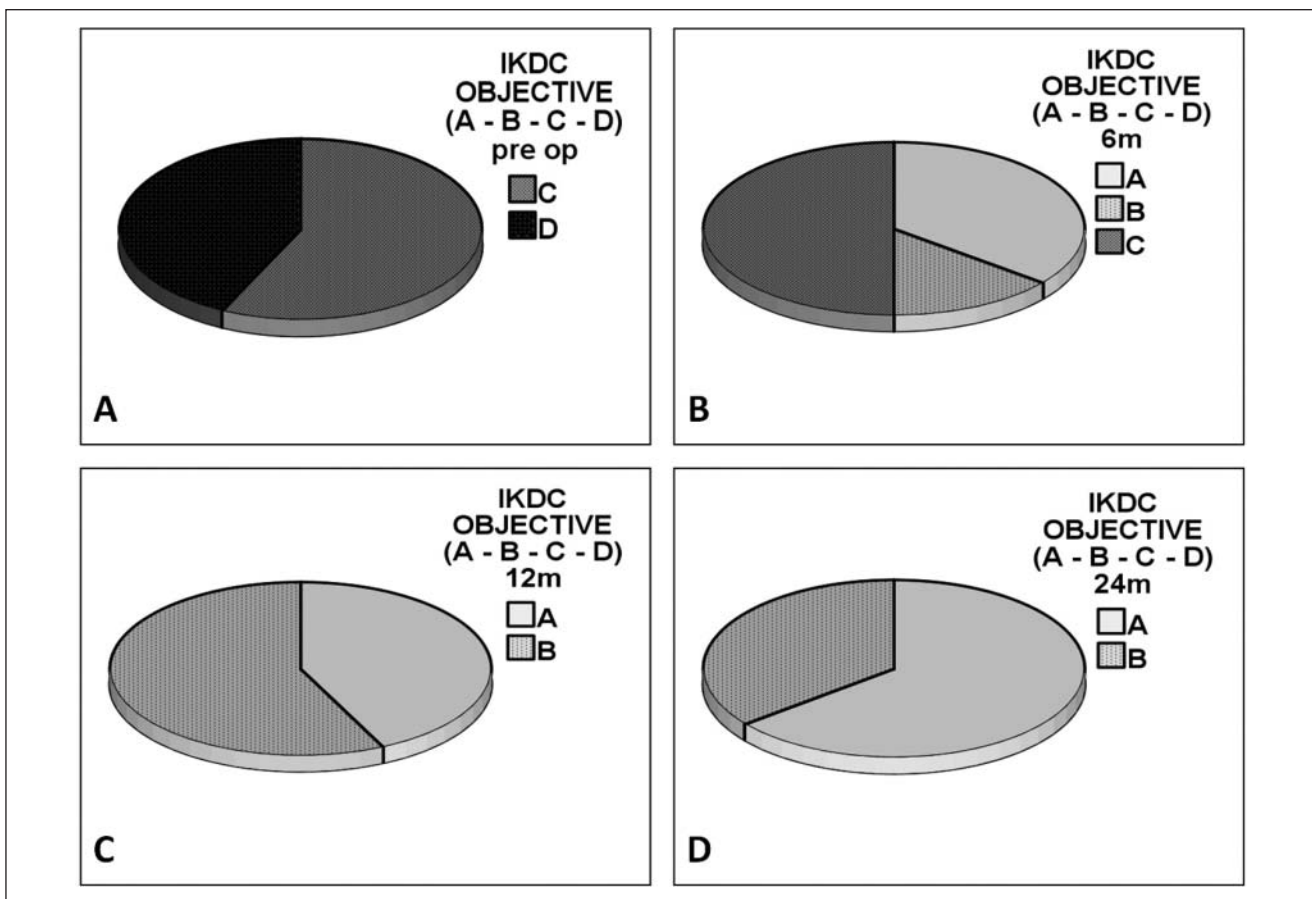 IKDC
OBJECTIVE
(A - B - C - D)
pre op
C
D
A
IKDC
OBJECTIVE
(A - B - C - D)
6m
A
B
C
B
IKDC
OBJECTIVE
(A - B - C - D)
12m
A
B
C
IKDC
OBJECTIVE
(A - B - C - D)
24m
A
B
D